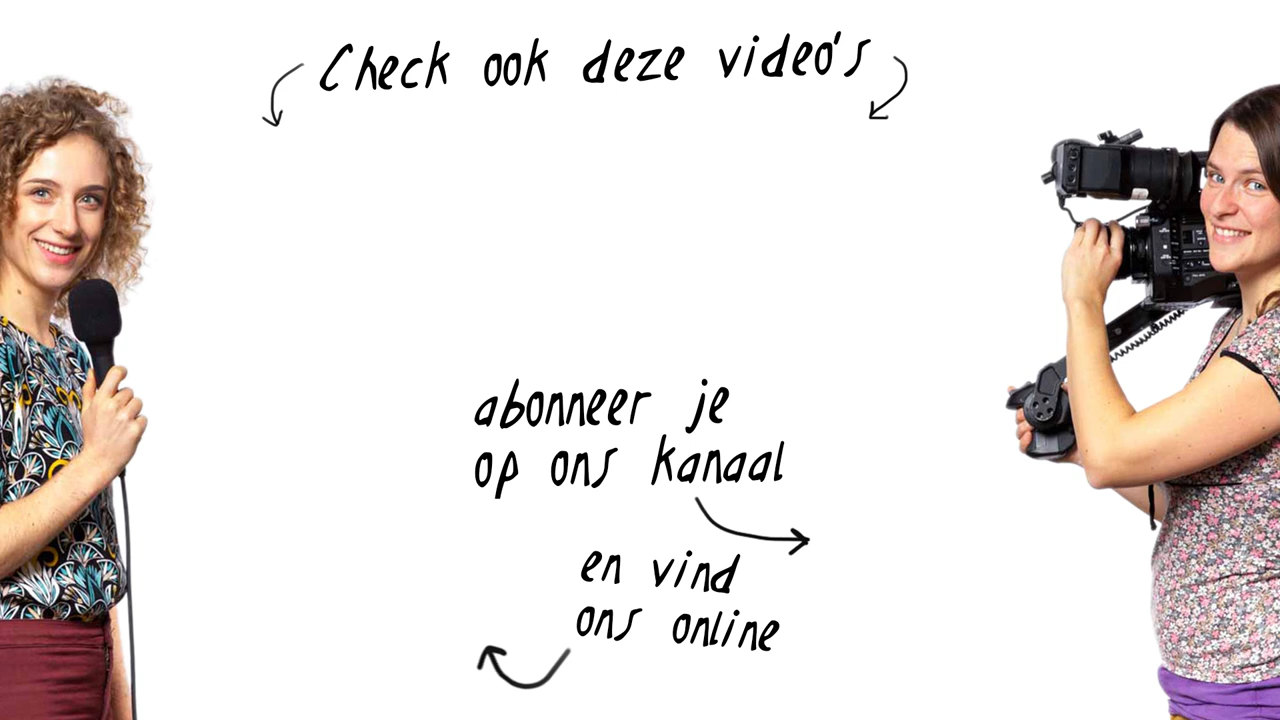 Check ook deze video's
abonneer je
op ons kanaal
en vind
ons online